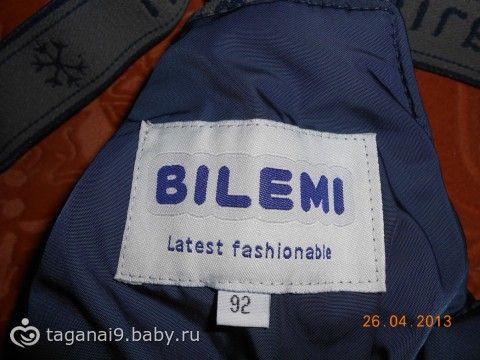 BILEMI
Latest fashionable
92
26.04.2013
taganai9.baby.ru